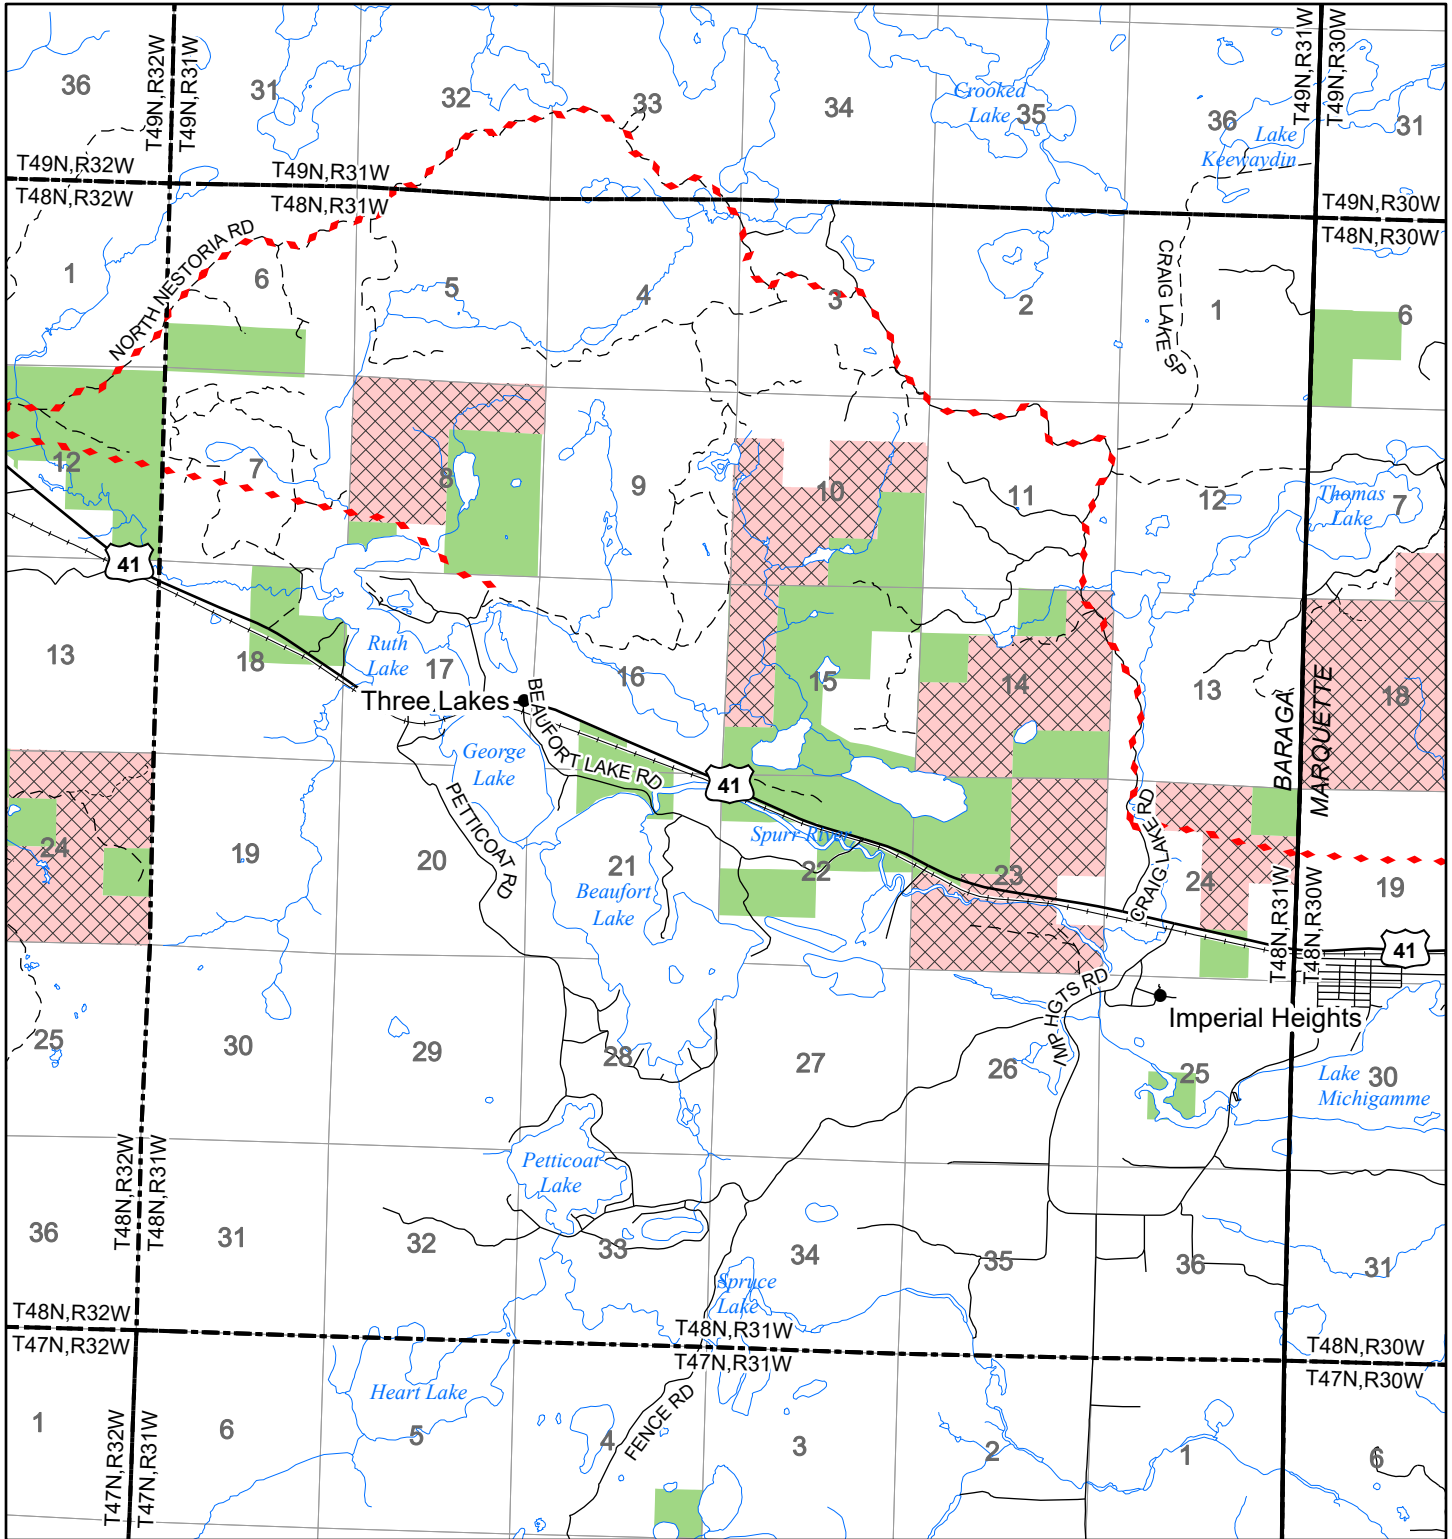 T49N,R32W
T49N,R31W
T49N,R31W
T49N,R30W
36
31
32
33
34
35
36
31
Crooked
Lake
Lake
Keewaydin
T49N,R32W
T48N,R32W
T49N,R31W
T48N,R31W
T49N,R30W
T48N,R30W
NORTH NESTORIA RD
CRAIG LAKE SP
1
6
5
4
3
2
1
6
12
7
8
9
10
11
12
7
Thomas
Lake
41
13
18
17
16
15
14
13
18
Ruth
Lake
Three Lakes
BEAUFORT LAKE RD
George
Lake
PETTICOAT RD
41
Spurr River
CRAIG LAKE RD
BARAGA
MARQUETTE
24
19
20
21
22
23
24
19
Beaufort
Lake
T48N,R31W
T48N,R30W
41
IMP HGTS RD
Imperial Heights
25
30
29
28
27
26
25
30
Lake
Michigamme
Petticoat
Lake
T48N,R32W
T48N,R31W
36
31
32
33
34
35
36
31
Spruce
Lake
T48N,R32W
T47N,R32W
T48N,R31W
T47N,R31W
T48N,R30W
T47N,R30W
Heart Lake
FENCE RD
1
6
5
4
3
2
1
6
T47N,R32W
T47N,R31W